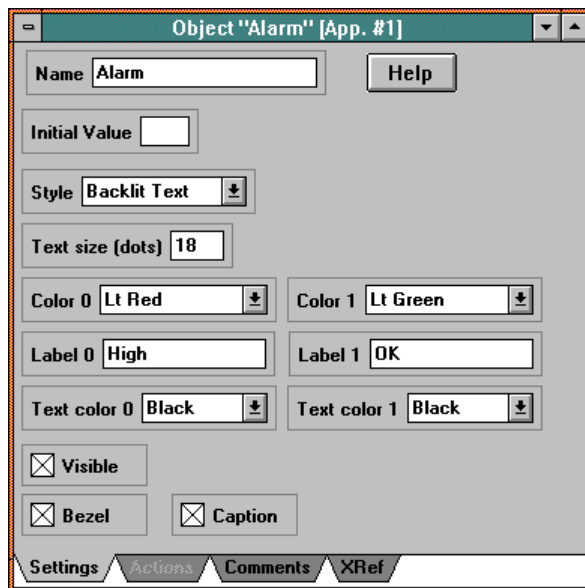 Object "Alarm" [App. #1]
Name Alarm Help
Initial Value
Style Backlit Text
Text size (dots) 18
Color 0 Lt Red Color 1 Lt Green
Label 0 High Label 1 OK
Text color 0 Black Text color 1 Black
Visible
Bezel Caption
Settings Actions Comments XRef